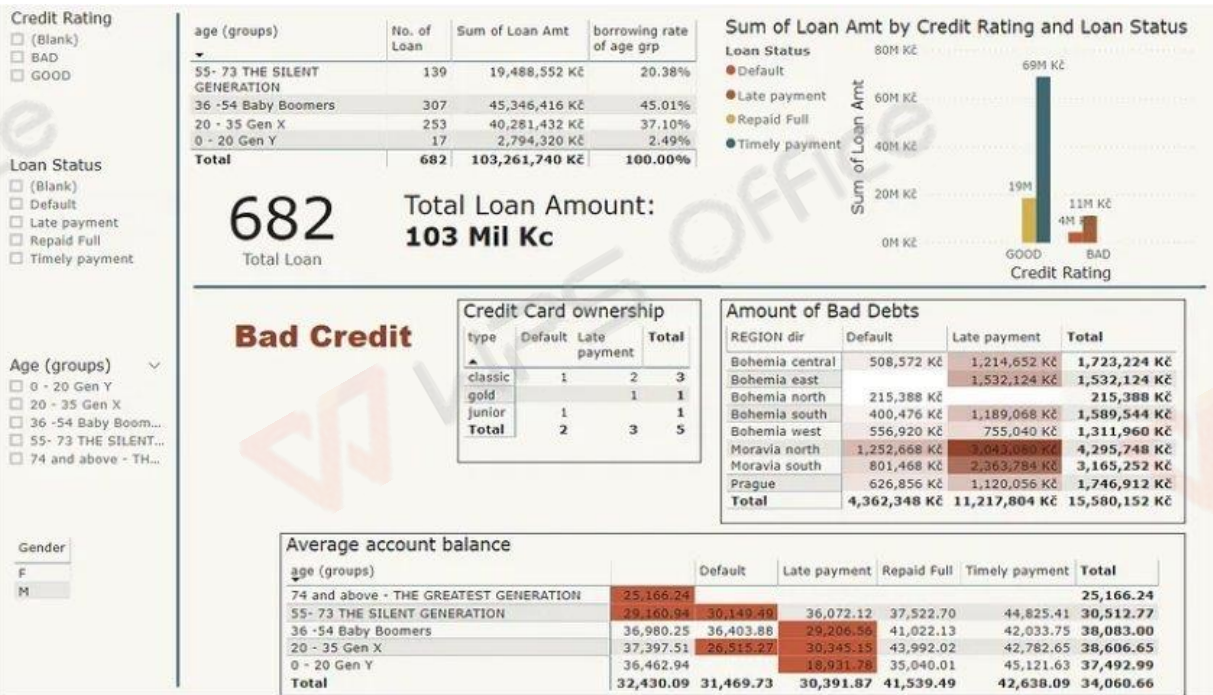 Credit Rating
(Blank)
BAD
GOOD
Loan Status
(Blank)
Default
Late payment
Repaid Full
Timely payment
Age (groups)
0 - 20 Gen Y
20 - 35 Gen X
36 -54 Baby Boom...
55- 73 THE SILENT...
74 and above - TH...
Gender
F
M
age (groups) No. of Loan Sum of Loan Amt borrowing rate of age grp
55- 73 THE SILENT GENERATION 139 19,488,552 Kč 20.38%
36 -54 Baby Boomers 307 45,346,416 Kč 45.01%
20 - 35 Gen X 253 40,281,432 Kč 37.10%
0 - 20 Gen Y 17 2,794,320 Kč 2.49%
Total 682 103,261,740 Kč 100.00%
682
Total Loan
Total Loan Amount:
103 Mil Kc
Sum of Loan Amt by Credit Rating and Loan Status
Loan Status
Default
Late payment
Repaid Full
Timely payment
Sum of Loan Amt
80M Kč
60M Kč
40M Kč
20M Kč
0M Kč
69M Kč
19M
11M Kč
4M
GOOD BAD
Credit Rating
Bad Credit
Credit Card ownership
type Default Late payment Total
classic 1 2 3
gold 1 1
junior 1 1
Total 2 3 5
Amount of Bad Debts
REGION dir Default Late payment Total
Bohemia central 508,572 Kč 1,214,652 Kč 1,723,224 Kč
Bohemia east 1,532,124 Kč 1,532,124 Kč
Bohemia north 215,388 Kč 215,388 Kč
Bohemia south 400,476 Kč 1,189,068 Kč 1,589,544 Kč
Bohemia west 556,920 Kč 755,040 Kč 1,311,960 Kč
Moravia north 1,252,668 Kč 3,043,080 Kč 4,295,748 Kč
Moravia south 801,468 Kč 2,363,784 Kč 3,165,252 Kč
Prague 626,856 Kč 1,120,056 Kč 1,746,912 Kč
Total 4,362,348 Kč 11,217,804 Kč 15,580,152 Kč
Average account balance
age (groups) Default Late payment Repaid Full Timely payment Total
74 and above - THE GREATEST GENERATION 25,166.24 25,166.24
55- 73 THE SILENT GENERATION 29,160.94 30,149.49 36,072.12 37,522.70 44,825.41 30,512.77
36 -54 Baby Boomers 36,980.25 36,403.88 29,206.56 41,022.13 42,033.75 38,083.00
20 - 35 Gen X 37,397.51 26,515.27 30,345.15 43,992.02 42,782.65 38,606.65
0 - 20 Gen Y 36,462.94 18,931.78 35,040.01 45,121.63 37,492.99
Total 32,430.09 31,469.73 30,391.87 41,539.49 42,638.09 34,060.66
WPS OFFICE